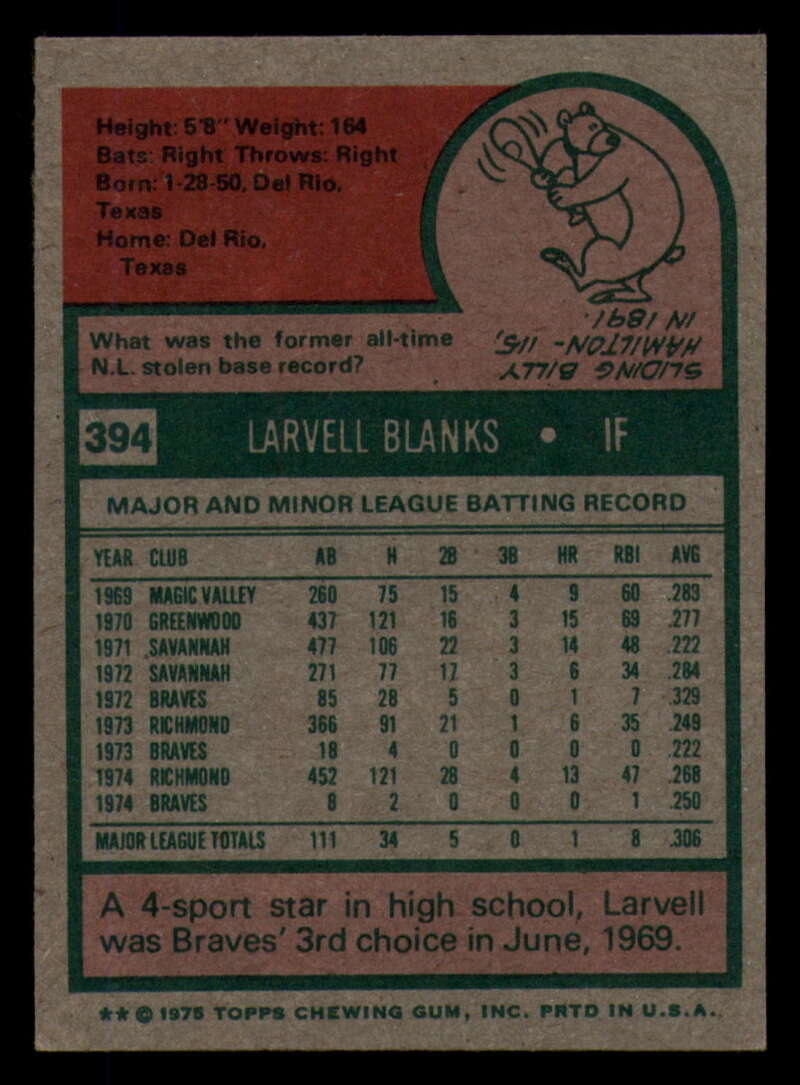 Height: 5'8" Weight: 164
Bats: Right Throws: Right
Born: 1-28-50, Del Rio,
Texas
Home: Del Rio,
Texas
What was the former all-time
N.L. stolen base record?
SLIDING BILLY
HAMILTON- 115,
IN 1891.
394 LARVELL BLANKS • IF
MAJOR AND MINOR LEAGUE BATTING RECORD
YEAR CLUB AB H 2B 3B HR RBI AVG
1969 MAGIC VALLEY 260 75 15 4 9 60 .283
1970 GREENWOOD 437 121 16 3 15 69 .277
1971 SAVANNAH 477 106 22 3 14 48 .222
1972 SAVANNAH 271 77 17 3 6 34 .284
1972 BRAVES 85 28 5 0 1 7 .329
1973 RICHMOND 366 91 21 1 6 35 .249
1973 BRAVES 18 4 0 0 0 0 .222
1974 RICHMOND 452 121 28 4 13 47 .268
1974 BRAVES 8 2 0 0 0 1 .250
MAJOR LEAGUE TOTALS 111 34 5 0 1 8 .306
A 4-sport star in high school, Larvell
was Braves' 3rd choice in June, 1969.
** © 1975 TOPPS CHEWING GUM, INC. PRTD IN U.S.A.